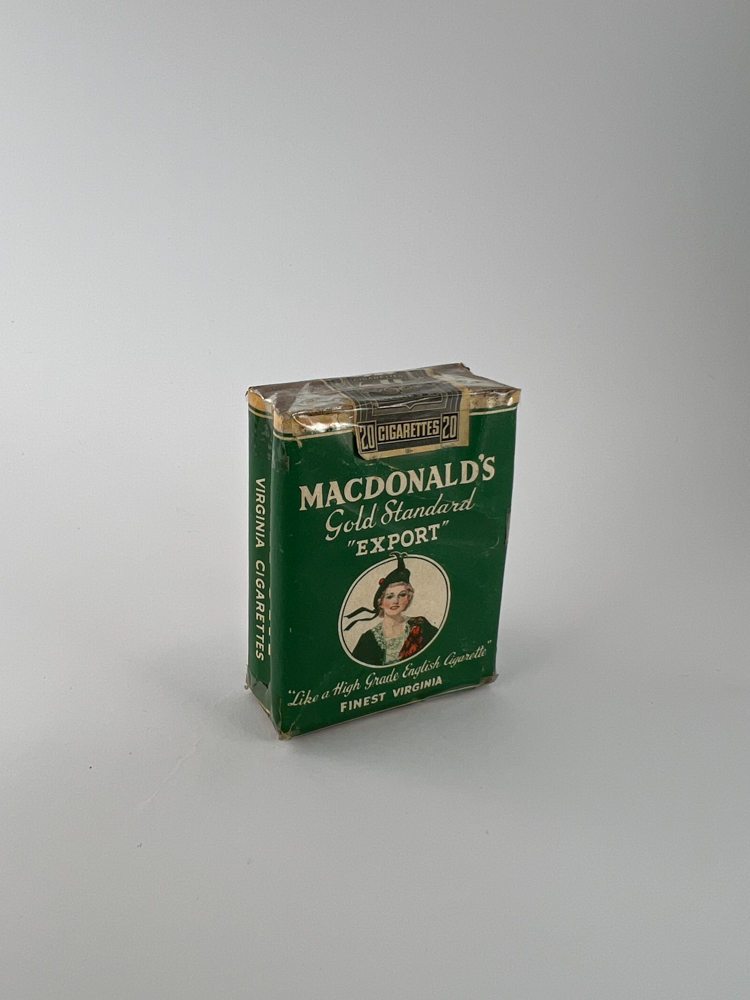 20 CIGARETTES 20
MACDONALD'S
Gold Standard
"EXPORT"
"Like a High Grade English Cigarette"
FINEST VIRGINIA
VIRGINIA CIGARETTES